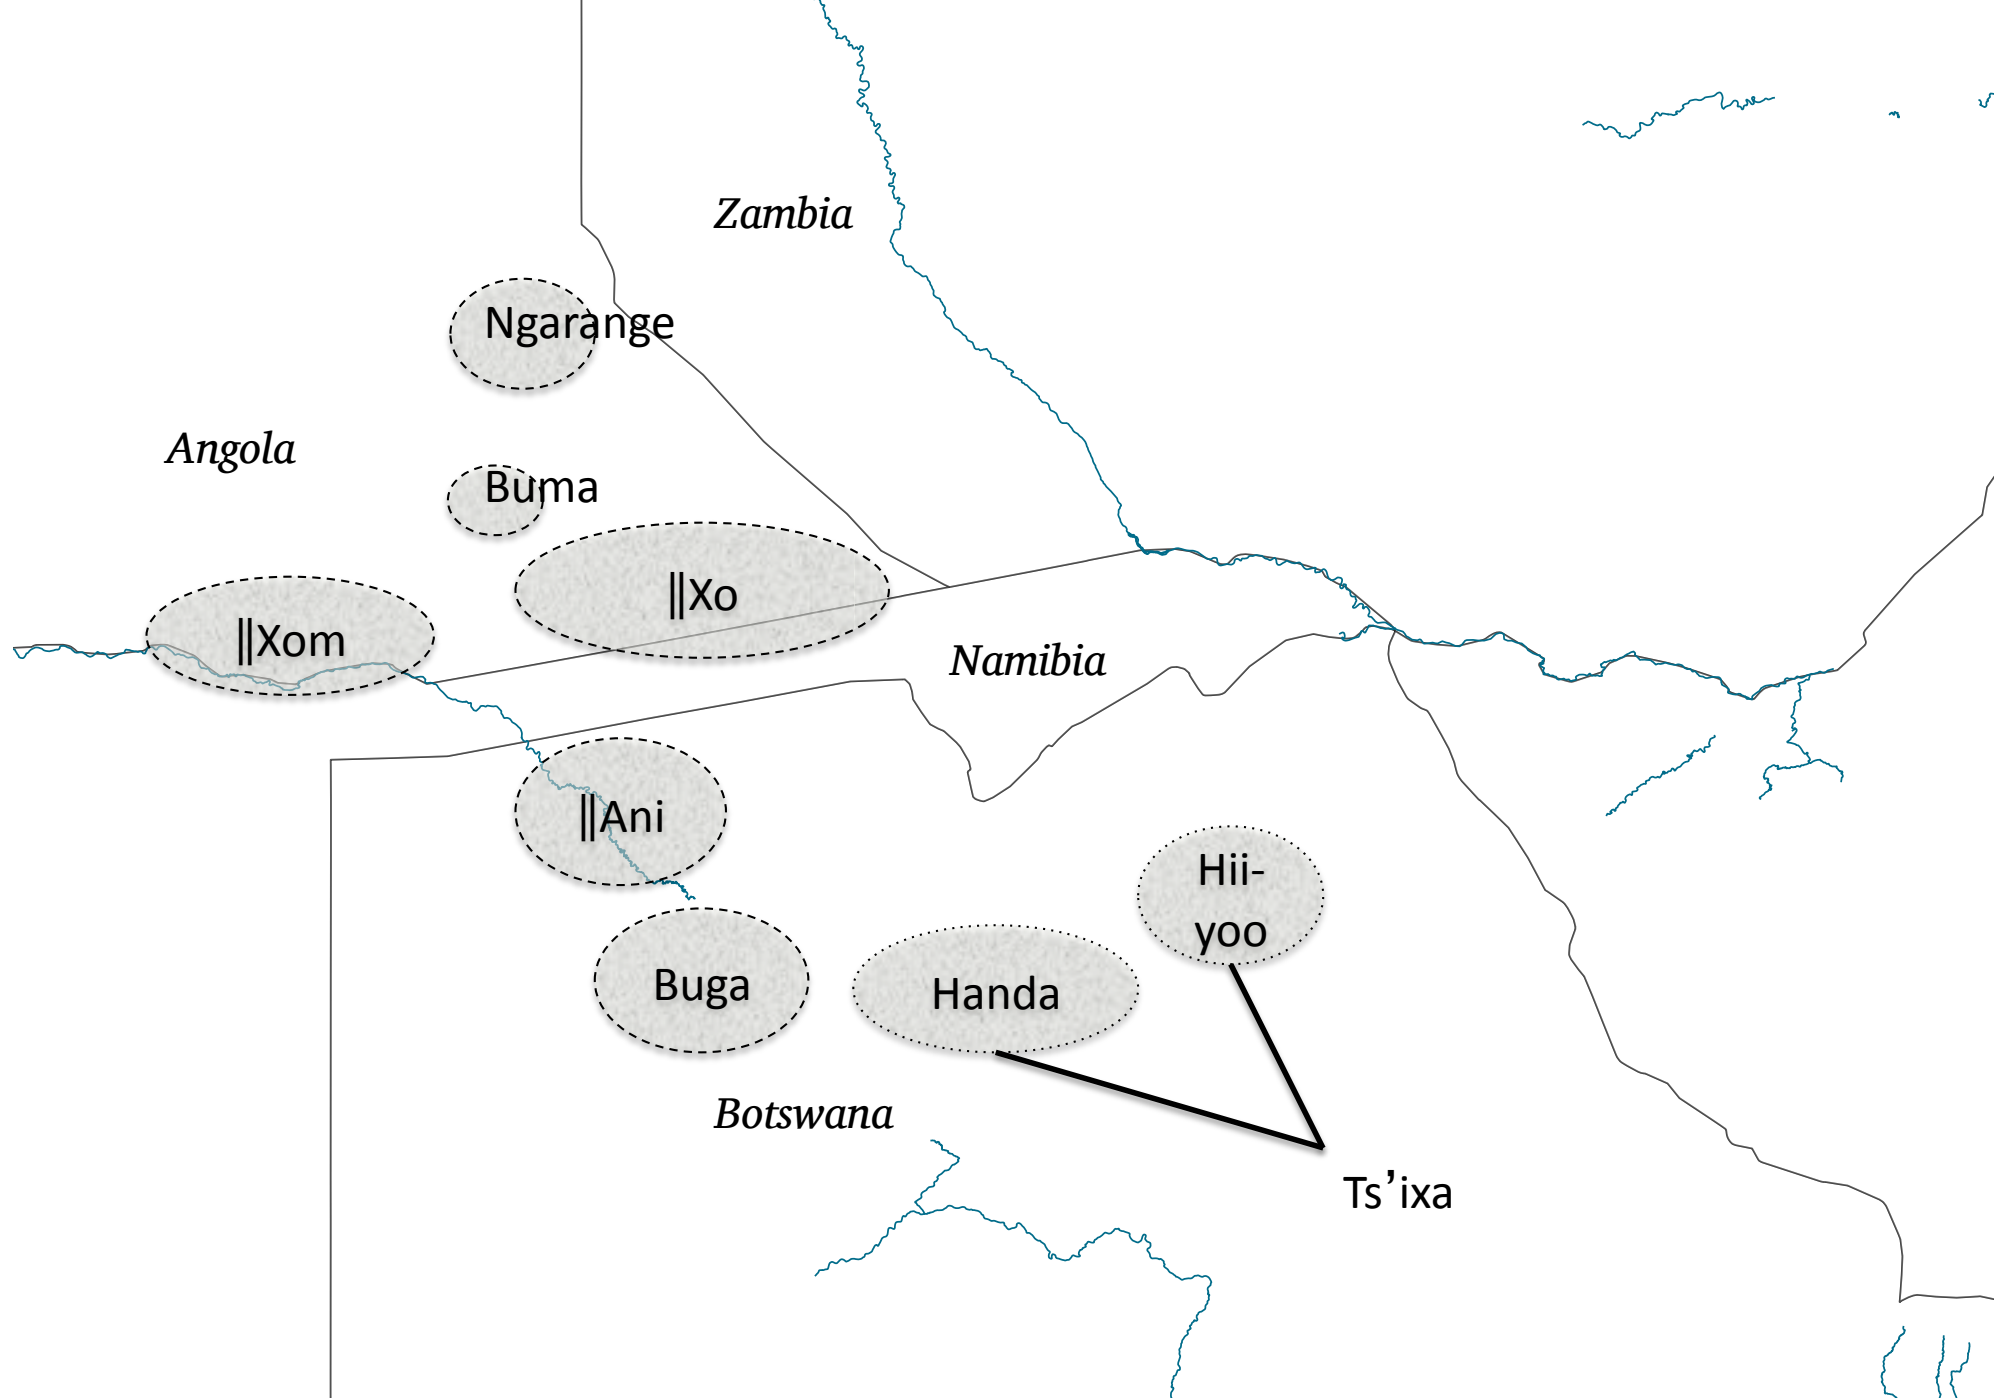 Zambia
Ngarange
Angola
Buma
ǁXo
ǁXom
Namibia
ǁAni
Hii-
yoo
Buga
Handa
Botswana
Ts’ixa